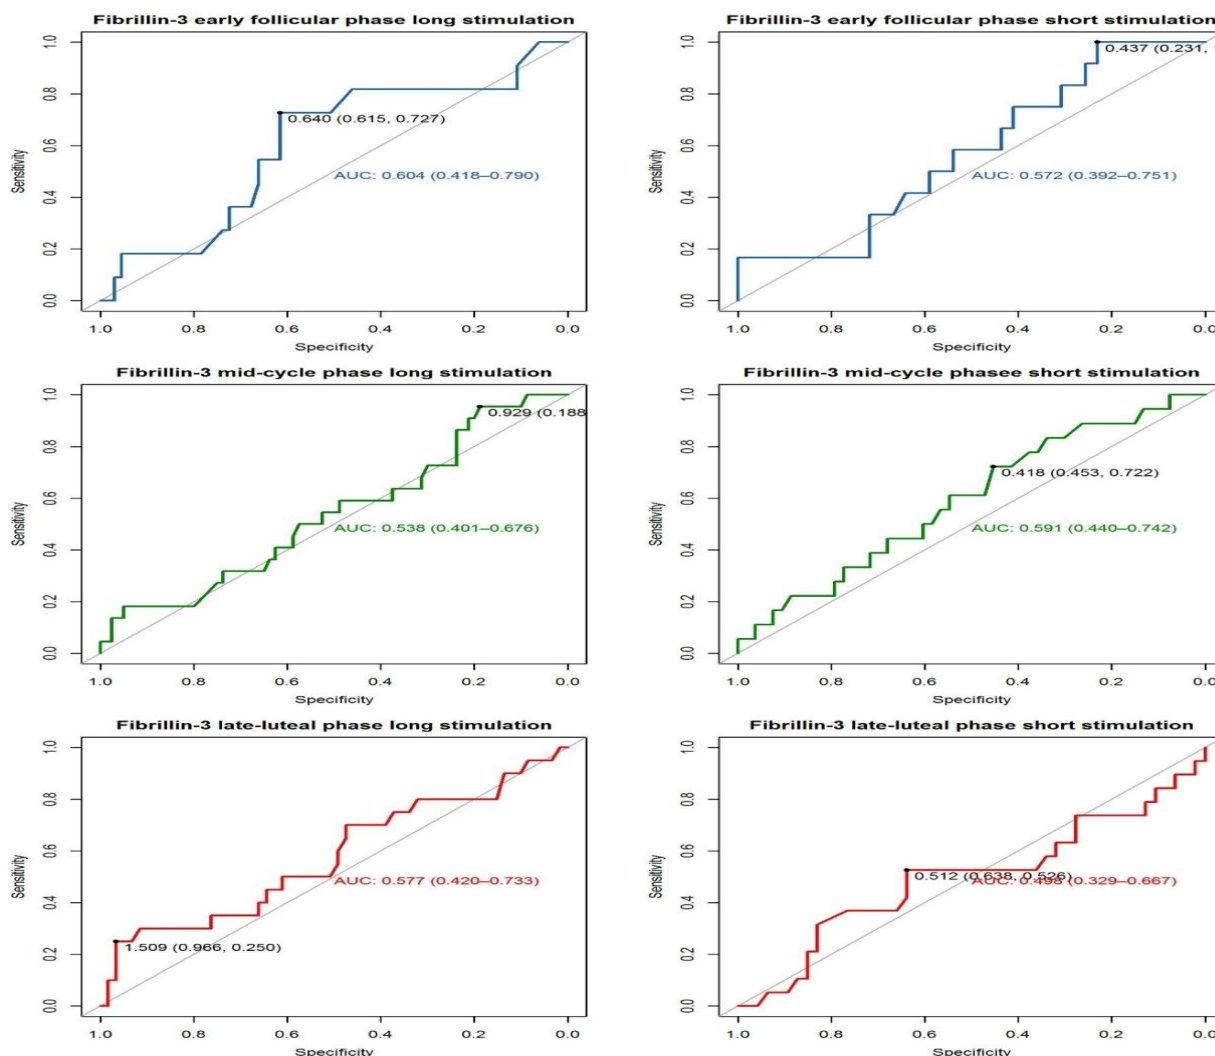 Fibrillin-3 early follicular phase long stimulation
Sensitivity
1.0
0.8
0.6
0.4
0.2
0.0
0.640 (0.615, 0.727)
AUC: 0.604 (0.418–0.790)
1.0 0.8 0.6 0.4 0.2 0.0
Specificity
Fibrillin-3 early follicular phase short stimulation
Sensitivity
1.0
0.8
0.6
0.4
0.2
0.0
0.437 (0.231,
AUC: 0.572 (0.392–0.751)
1.0 0.8 0.6 0.4 0.2 0.0
Specificity
Fibrillin-3 mid-cycle phase long stimulation
Sensitivity
1.0
0.8
0.6
0.4
0.2
0.0
0.929 (0.188
AUC: 0.538 (0.401–0.676)
1.0 0.8 0.6 0.4 0.2 0.0
Specificity
Fibrillin-3 mid-cycle phasee short stimulation
Sensitivity
1.0
0.8
0.6
0.4
0.2
0.0
0.418 (0.453, 0.722)
AUC: 0.591 (0.440–0.742)
1.0 0.8 0.6 0.4 0.2 0.0
Specificity
Fibrillin-3 late-luteal phase long stimulation
Sensitivity
1.0
0.8
0.6
0.4
0.2
0.0
AUC: 0.577 (0.420–0.733)
1.509 (0.966, 0.250)
1.0 0.8 0.6 0.4 0.2 0.0
Specificity
Fibrillin-3 late-luteal phase short stimulation
Sensitivity
1.0
0.8
0.6
0.4
0.2
0.0
0.512 (0.638, 0.526)
AUC: 0.498 (0.329–0.667)
1.0 0.8 0.6 0.4 0.2 0.0
Specificity